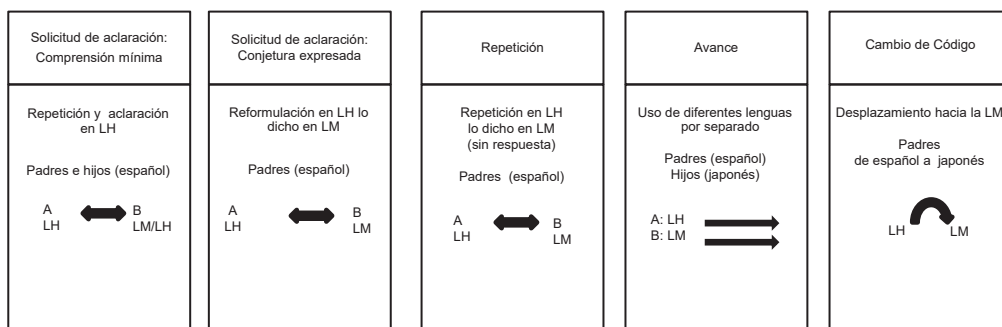 Solicitud de aclaración:
Comprensión mínima
Repetición y aclaración
en LH
Padres e hijos (español)
A B
LH LM/LH
Solicitud de aclaración:
Conjetura expresada
Reformulación en LH lo
dicho en LM
Padres (español)
A B
LH LM
Repetición
Repetición en LH
lo dicho en LM
(sin respuesta)
Padres (español)
A B
LH LM
Avance
Uso de diferentes lenguas
por separado
Padres (español)
Hijos (japonés)
A: LH
B: LM
Cambio de Código
Desplazamiento hacia la LM
Padres
de español a japonés
LH LM